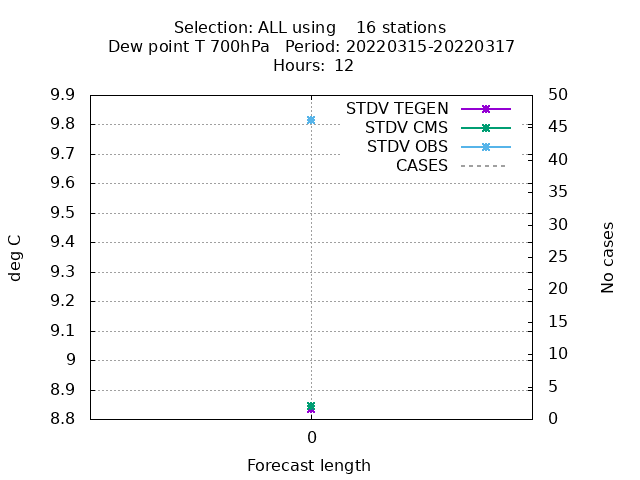 Selection: ALL using    16 stations
Dew point T 700hPa   Period: 20220315-20220317
Hours: 12
9.9
9.8
9.7
9.6
9.5
9.4
9.3
9.2
9.1
9
8.9
8.8
deg C
STDV TEGEN
STDV CMS
STDV OBS
CASES
50
45
40
35
30
25
20
15
10
5
0
No cases
0
Forecast length